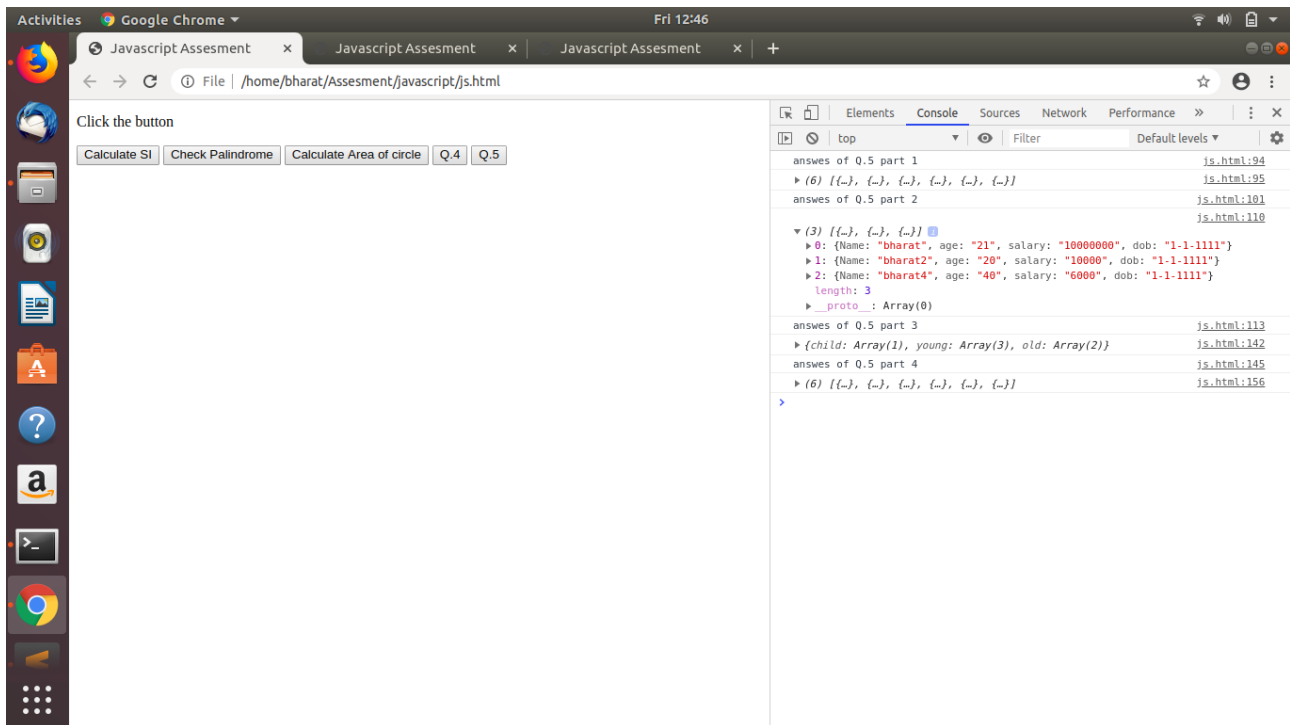 Activities Google Chrome ▾ Fri 12:46
Javascript Assesment × Javascript Assesment × Javascript Assesment × +
File | /home/bharat/Assesment/javascript/js.html
Click the button
Calculate SI Check Palindrome Calculate Area of circle Q.4 Q.5
Elements Console Sources Network Performance »
top ▾ Filter Default levels ▾
answes of Q.5 part 1 js.html:94
▸ (6) [{…}, {…}, {…}, {…}, {…}, {…}] js.html:95
answes of Q.5 part 2 js.html:101
js.html:110
▾ (3) [{…}, {…}, {…}] i
▸ 0: {Name: "bharat", age: "21", salary: "10000000", dob: "1-1-1111"}
▸ 1: {Name: "bharat2", age: "20", salary: "10000", dob: "1-1-1111"}
▸ 2: {Name: "bharat4", age: "40", salary: "6000", dob: "1-1-1111"}
length: 3
▸ __proto__: Array(0)
answes of Q.5 part 3 js.html:113
▸ {child: Array(1), young: Array(3), old: Array(2)} js.html:142
answes of Q.5 part 4 js.html:145
▸ (6) [{…}, {…}, {…}, {…}, {…}, {…}] js.html:156
›
A
?
a
>_